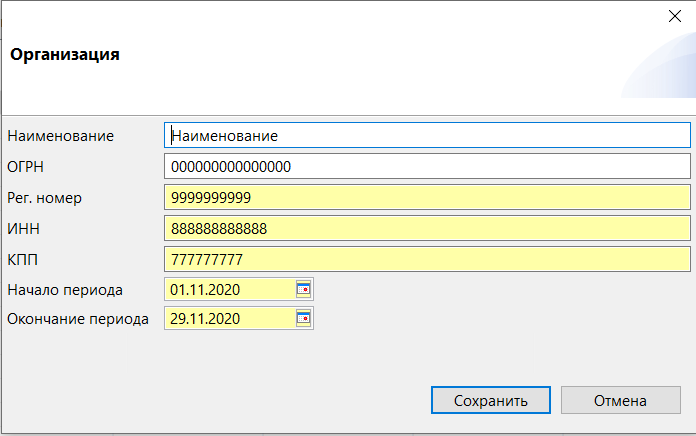 Организация
Наименование Наименование
ОГРН 000000000000000
Рег. номер 9999999999
ИНН 888888888888
КПП 777777777
Начало периода 01.11.2020
Окончание периода 29.11.2020
Сохранить Отмена